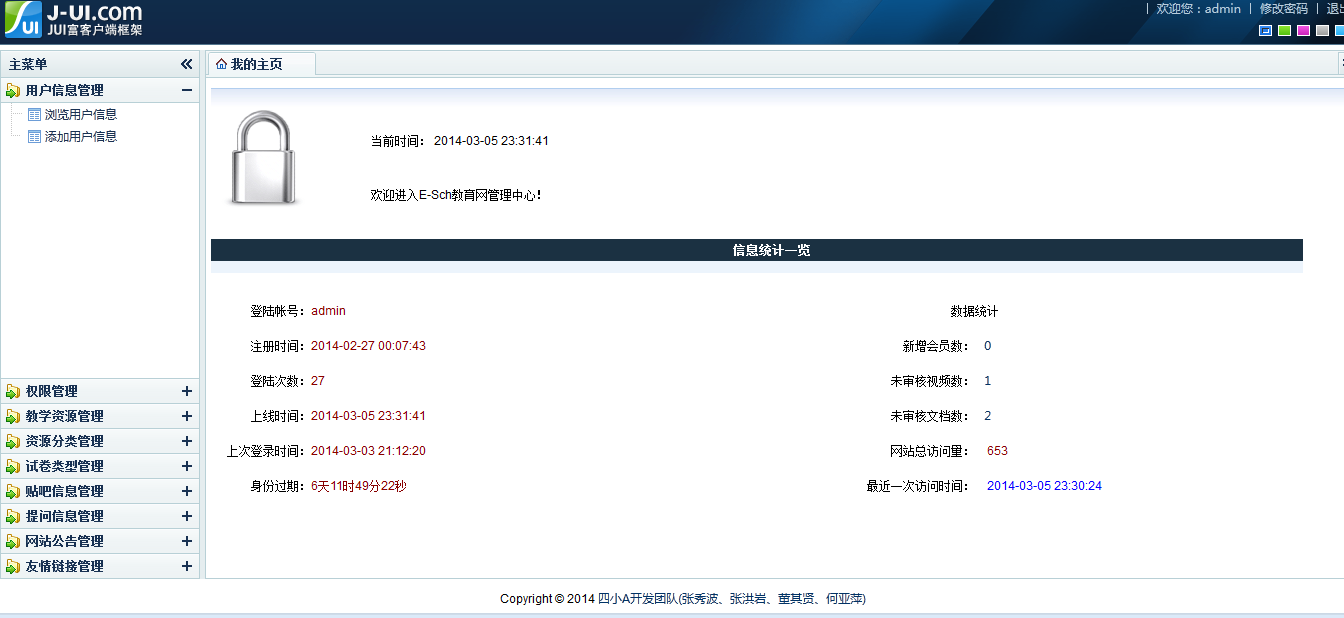 J-UI.com
JUI富客户端框架
UI
| 欢迎您：admin | 修改密码 |
主菜单
用户信息管理
浏览用户信息
添加用户信息
权限管理
教学资源管理
资源分类管理
试卷类型管理
贴吧信息管理
提问信息管理
网站公告管理
友情链接管理
我的主页
当前时间： 2014-03-05 23:31:41
欢迎进入E-Sch教育网管理中心！
信息统计一览
登陆帐号：admin
注册时间：2014-02-27 00:07:43
登陆次数：27
上线时间：2014-03-05 23:31:41
上次登录时间：2014-03-03 21:12:20
身份过期：6天11时49分22秒
数据统计
新增会员数： 0
未审核视频数： 1
未审核文档数： 2
网站总访问量： 653
最近一次访问时间： 2014-03-05 23:30:24
Copyright © 2014 四小A开发团队(张秀波、张洪岩、董其贤、何亚萍)